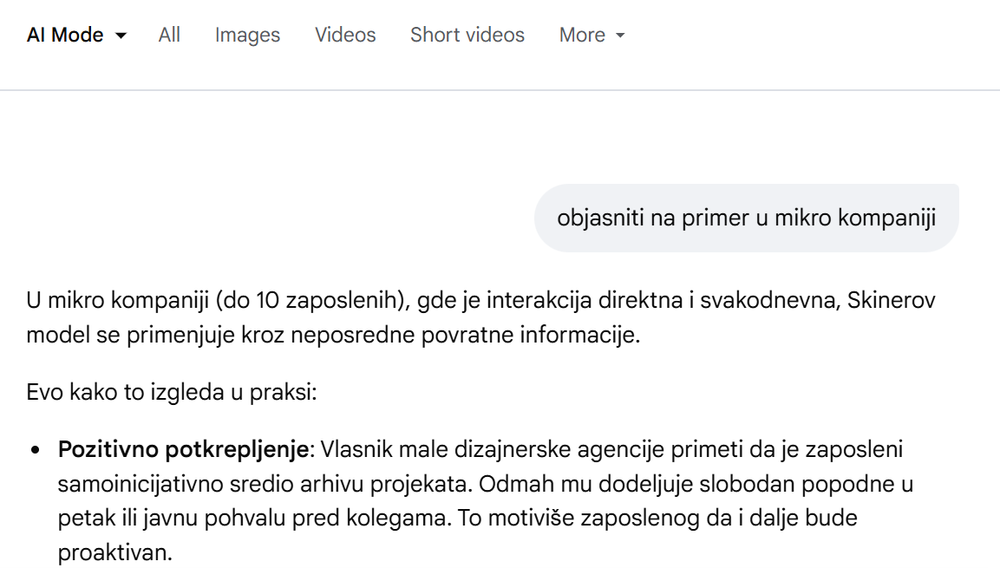 AI Mode All Images Videos Short videos More
objasniti na primer u mikro kompaniji
U mikro kompaniji (do 10 zaposlenih), gde je interakcija direktna i svakodnevna, Skinerov
model se primenjuje kroz neposredne povratne informacije.
Evo kako to izgleda u praksi:
• Pozitivno potkrepljenje: Vlasnik male dizajnerske agencije primeti da je zaposleni
samoinicijativno sredio arhivu projekata. Odmah mu dodeljuje slobodan popodne u
petak ili javnu pohvalu pred kolegama. To motiviše zaposlenog da i dalje bude
proaktivan.